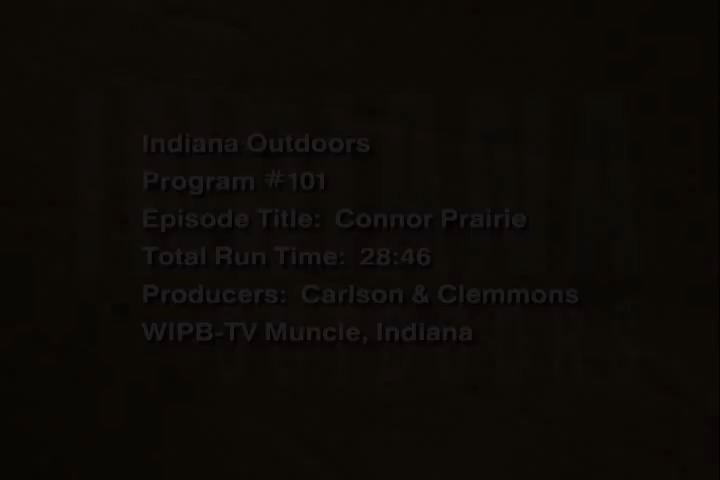 Indiana Outdoors
Program #101
Episode Title: Connor Prairie
Total Run Time: 28:46
Producers: Carlson & Clemmons
WIPB-TV Muncie, Indiana